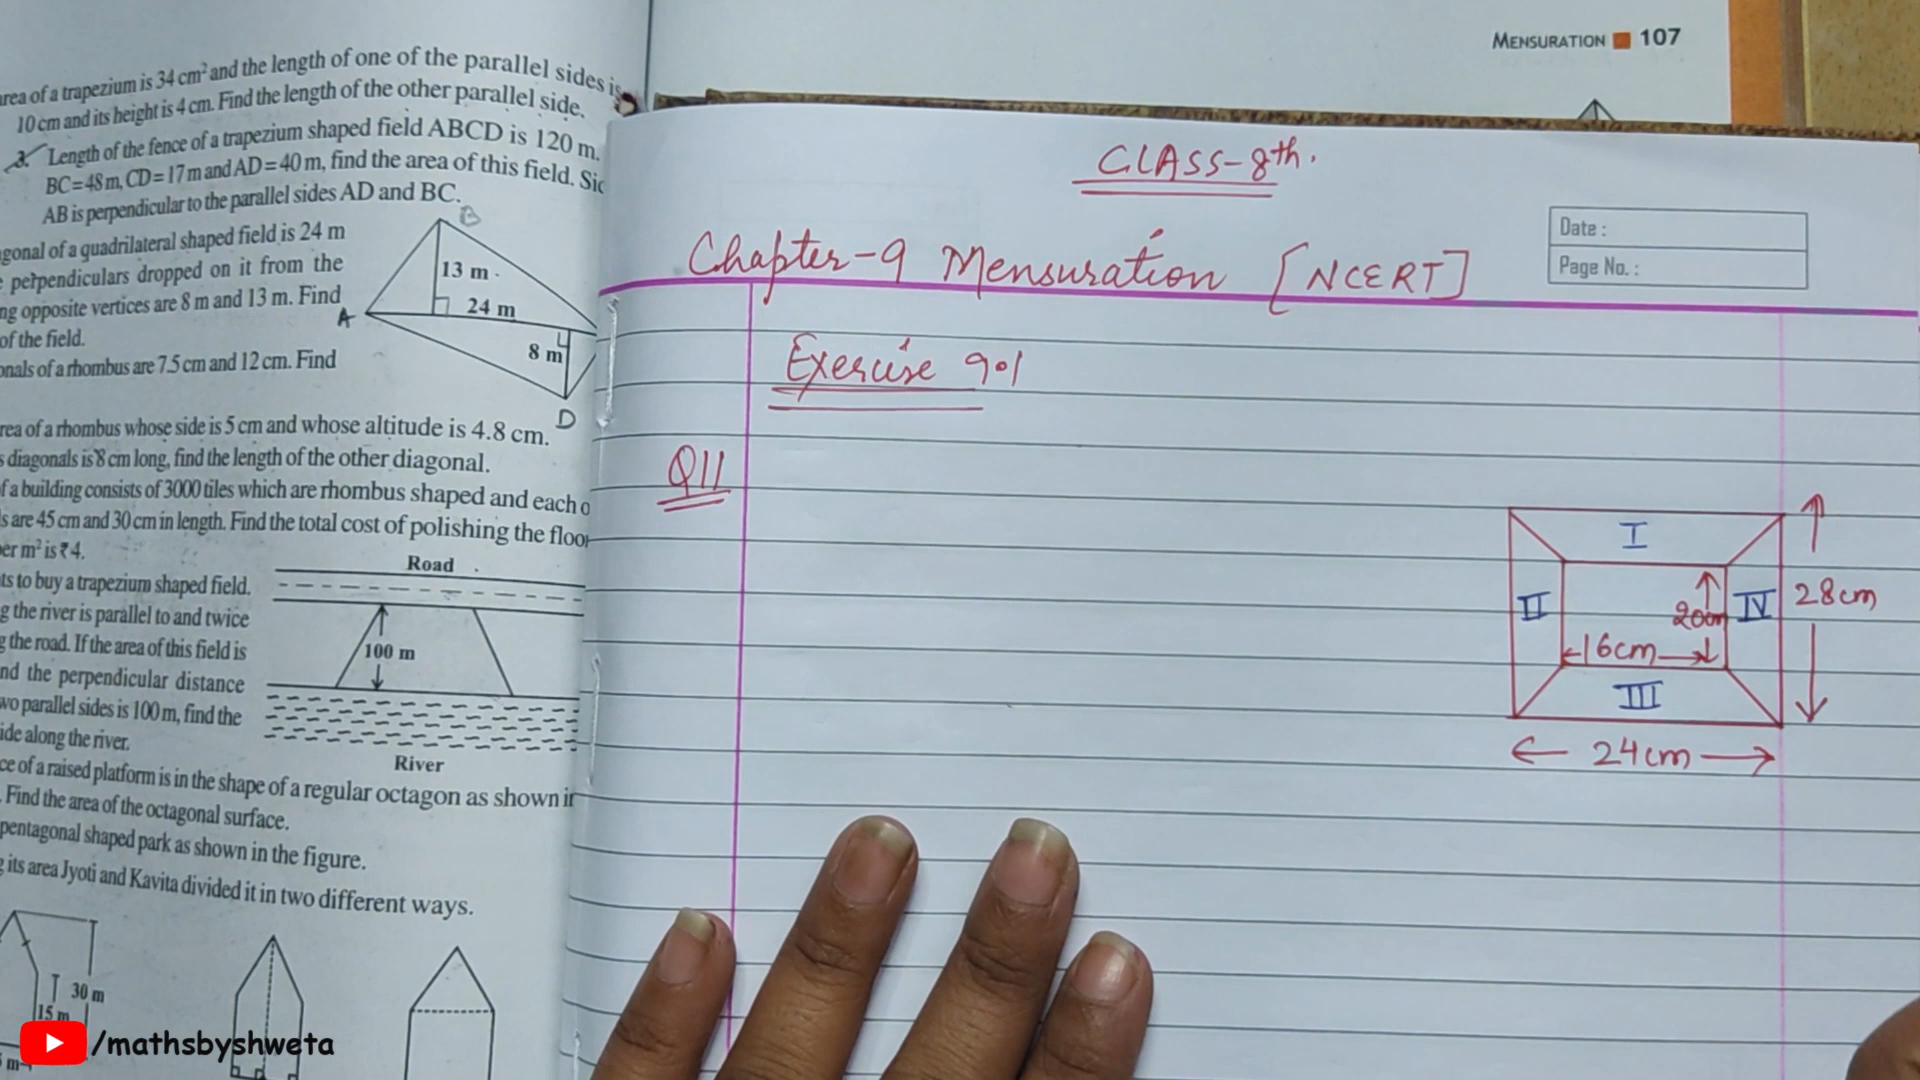 MENSURATION 107
area of a trapezium is 34 cm² and the length of one of the parallel sides is
10 cm and its height is 4 cm. Find the length of the other parallel side.
3. Length of the fence of a trapezium shaped field ABCD is 120 m.
BC = 48 m, CD = 17 m and AD = 40 m, find the area of this field.
AB is perpendicular to the parallel sides AD and BC.
gonal of a quadrilateral shaped field is 24 m
perpendiculars dropped on it from the
ng opposite vertices are 8 m and 13 m. Find
of the field.
onals of a rhombus are 7.5 cm and 12 cm. Find
B
13 m
24 m
A
8 m
D
rea of a rhombus whose side is 5 cm and whose altitude is 4.8 cm.
s diagonals is 8 cm long, find the length of the other diagonal.
f a building consists of 3000 tiles which are rhombus shaped and each o
s are 45 cm and 30 cm in length. Find the total cost of polishing the floor
er m² is ₹ 4.
ts to buy a trapezium shaped field.
g the river is parallel to and twice
g the road. If the area of this field is
nd the perpendicular distance
wo parallel sides is 100 m, find the
ide along the river.
Road
100 m
River
ce of a raised platform is in the shape of a regular octagon as shown in
. Find the area of the octagonal surface.
pentagonal shaped park as shown in the figure.
g its area Jyoti and Kavita divided it in two different ways.
30 m
15 m
/mathsbyshweta
CLASS-8th.
Date :
Page No. :
Chapter-9 Mensuration [NCERT]
Exercise 9.1
Q11
I
II
20cm
IV
28cm
16cm
III
24cm